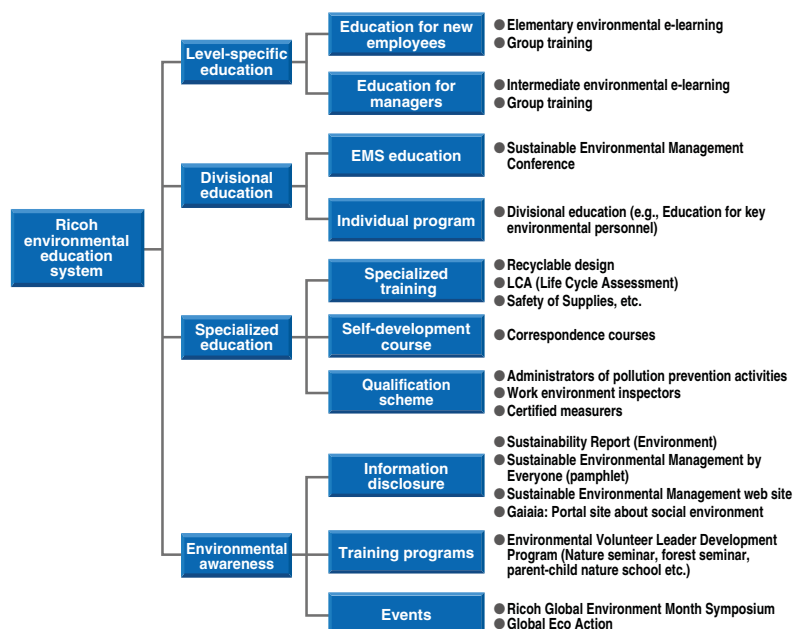 Ricoh
environmental
education
system
Level-specific
education
Education for new
employees
● Elementary environmental e-learning
● Group training
Education for
managers
● Intermediate environmental e-learning
● Group training
Divisional
education
EMS education
● Sustainable Environmental Management
Conference
Individual program
● Divisional education (e.g., Education for key
environmental personnel)
Specialized
education
Specialized
training
● Recyclable design
● LCA (Life Cycle Assessment)
● Safety of Supplies, etc.
Self-development
course
● Correspondence courses
Qualification
scheme
● Administrators of pollution prevention activities
● Work environment inspectors
● Certified measurers
Environmental
awareness
Information
disclosure
● Sustainability Report (Environment)
● Sustainable Environmental Management by
Everyone (pamphlet)
● Sustainable Environmental Management web site
● Gaiaia: Portal site about social environment
Training programs
● Environmental Volunteer Leader Development
Program (Nature seminar, forest seminar,
parent-child nature school etc.)
Events
● Ricoh Global Environment Month Symposium
● Global Eco Action